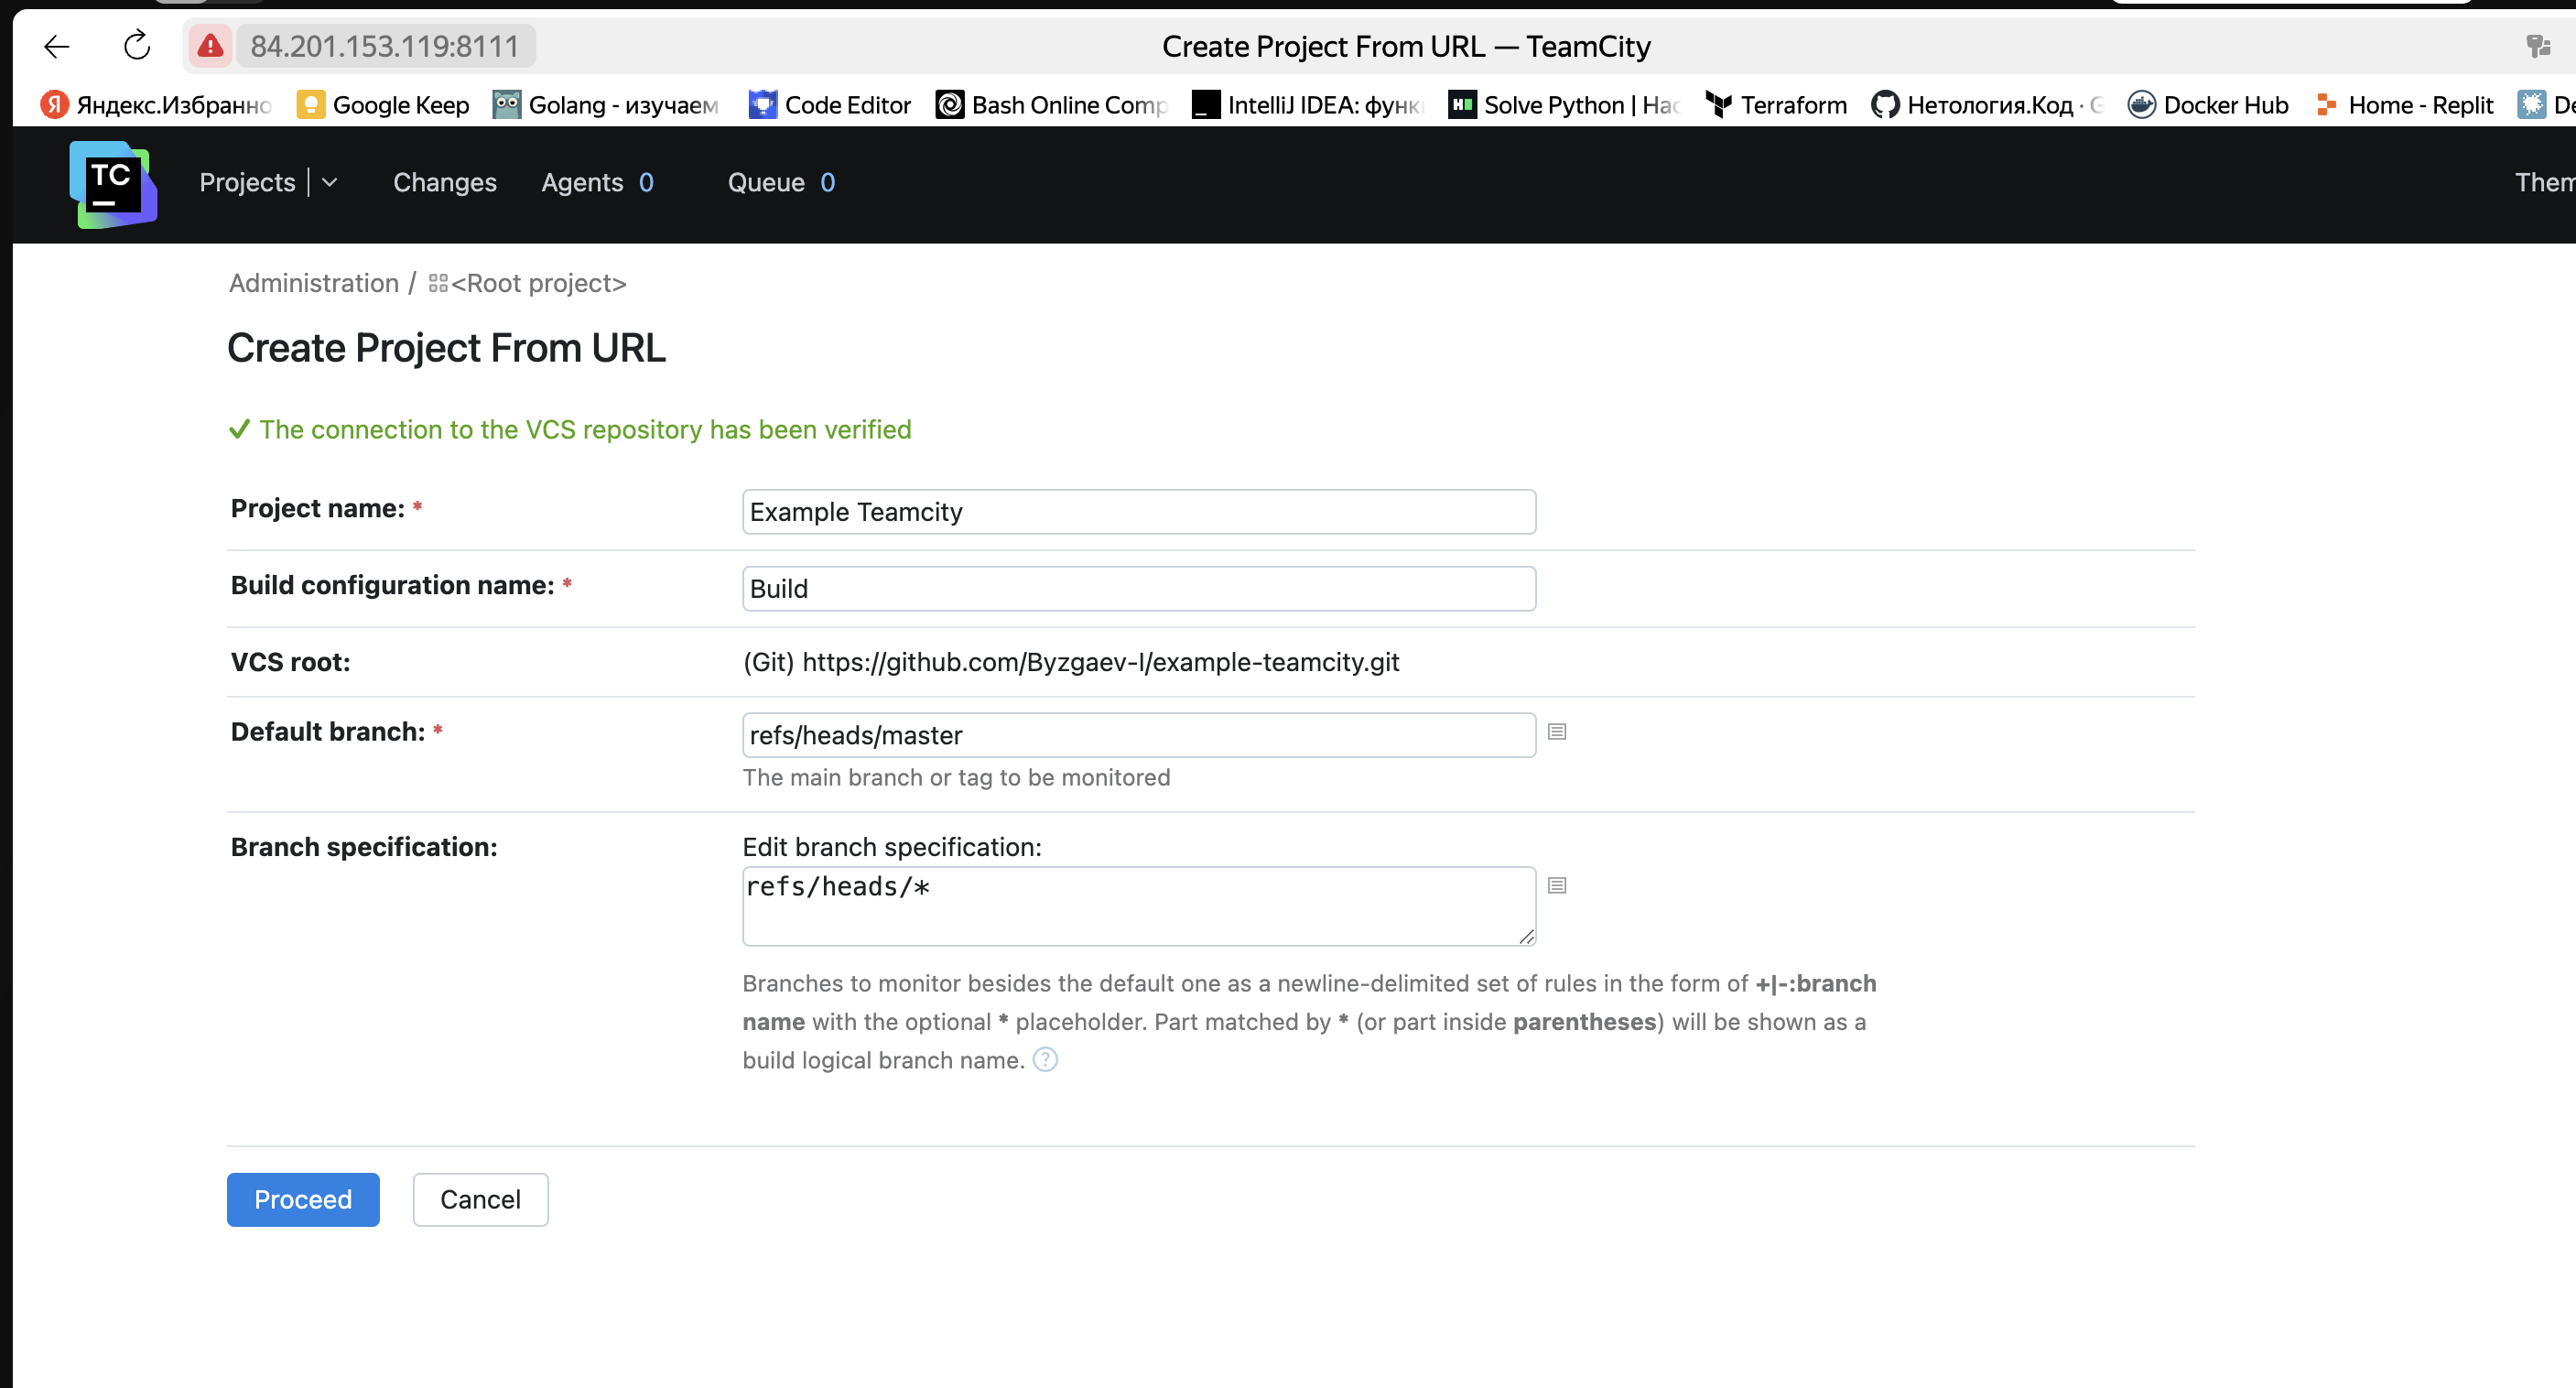 84.201.153.119:8111
Create Project From URL — TeamCity
Яндекс.Избранно
Google Keep
Golang - изучаем
Code Editor
Bash Online Comp
IntelliJ IDEA: функ
Solve Python | Hac
Terraform
Нетология.Код · G
Docker Hub
Home - Replit
De
TC
Projects
Changes
Agents 0
Queue 0
Them
Administration / <Root project>
Create Project From URL
The connection to the VCS repository has been verified
Project name: *
Example Teamcity
Build configuration name: *
Build
VCS root:
(Git) https://github.com/Byzgaev-I/example-teamcity.git
Default branch: *
refs/heads/master
The main branch or tag to be monitored
Branch specification:
Edit branch specification:
refs/heads/*
Branches to monitor besides the default one as a newline-delimited set of rules in the form of +|-:branch
name with the optional * placeholder. Part matched by * (or part inside parentheses) will be shown as a
build logical branch name. ?
Proceed
Cancel